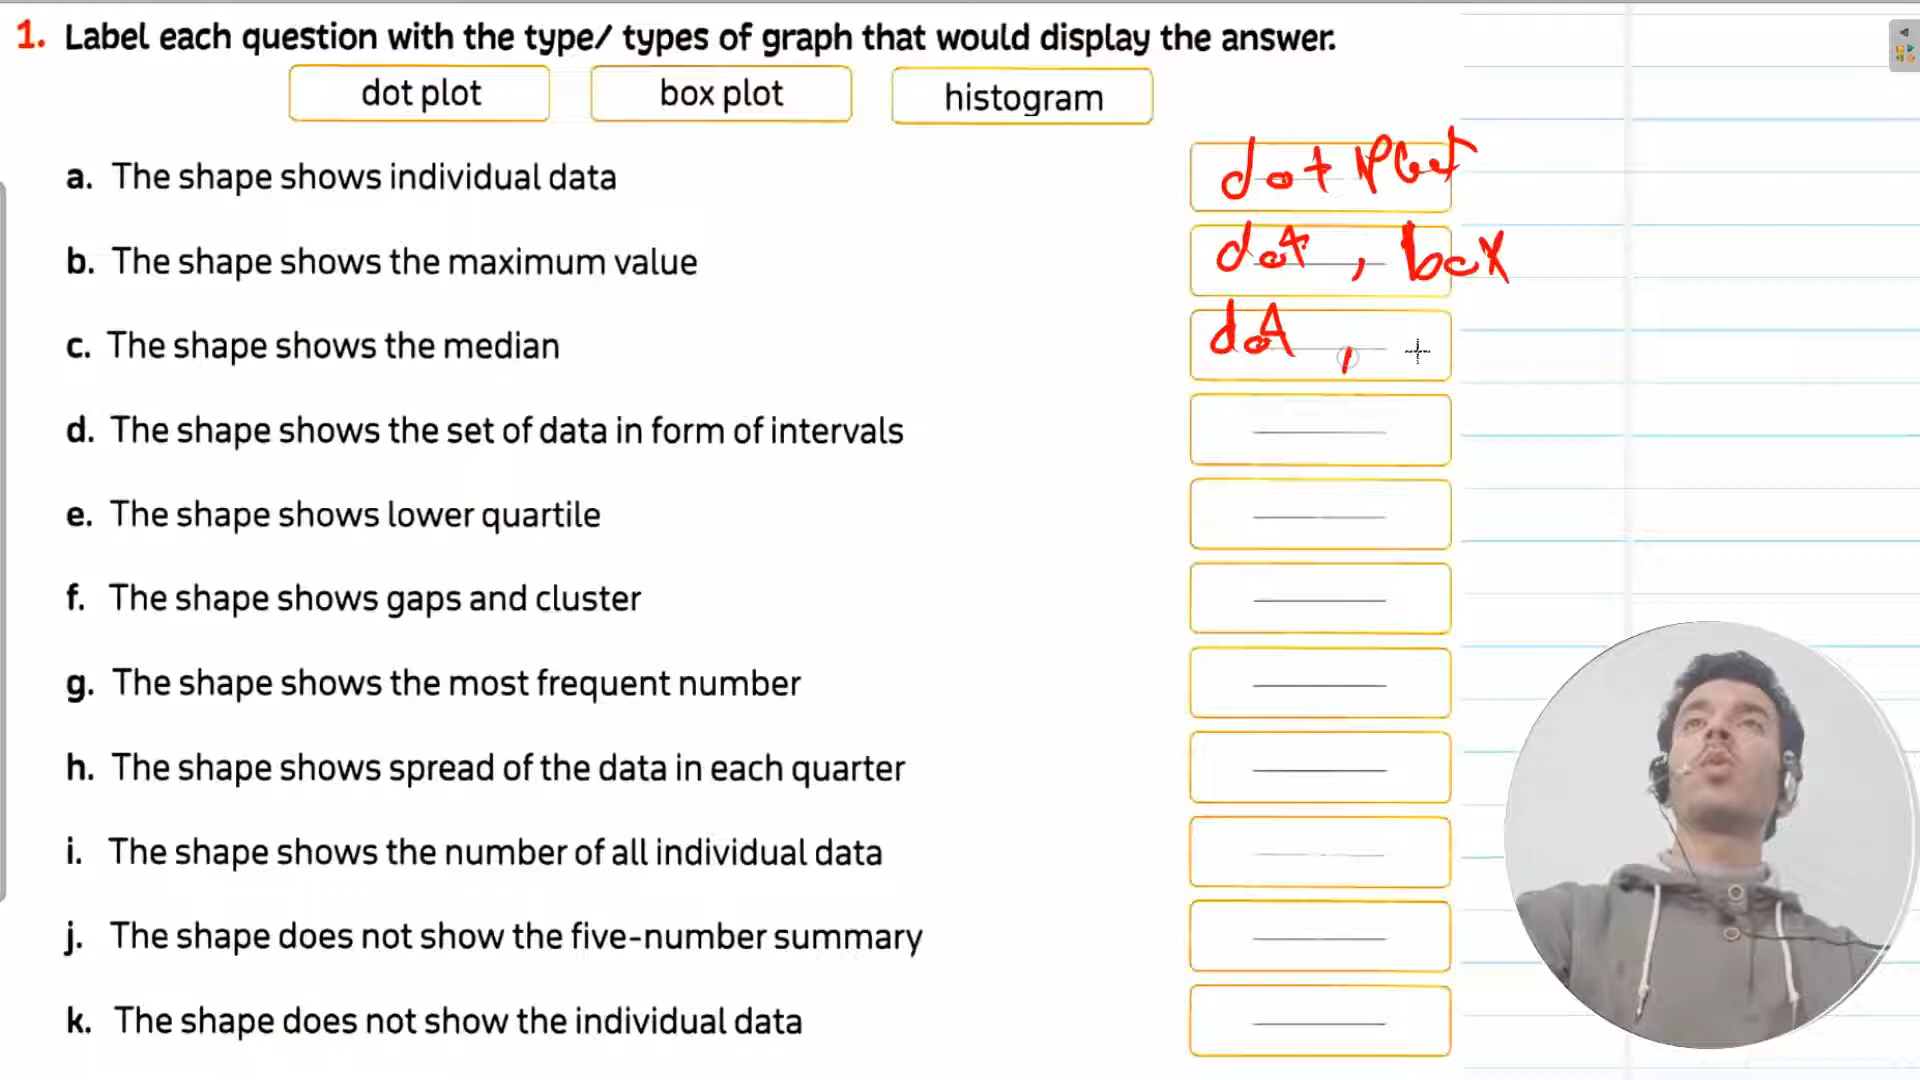 1. Label each question with the type/ types of graph that would display the answer.
dot plot box plot histogram
a. The shape shows individual data dot Plot
b. The shape shows the maximum value dot , box
c. The shape shows the median dot ,
d. The shape shows the set of data in form of intervals
e. The shape shows lower quartile
f. The shape shows gaps and cluster
g. The shape shows the most frequent number
h. The shape shows spread of the data in each quarter
i. The shape shows the number of all individual data
j. The shape does not show the five-number summary
k. The shape does not show the individual data